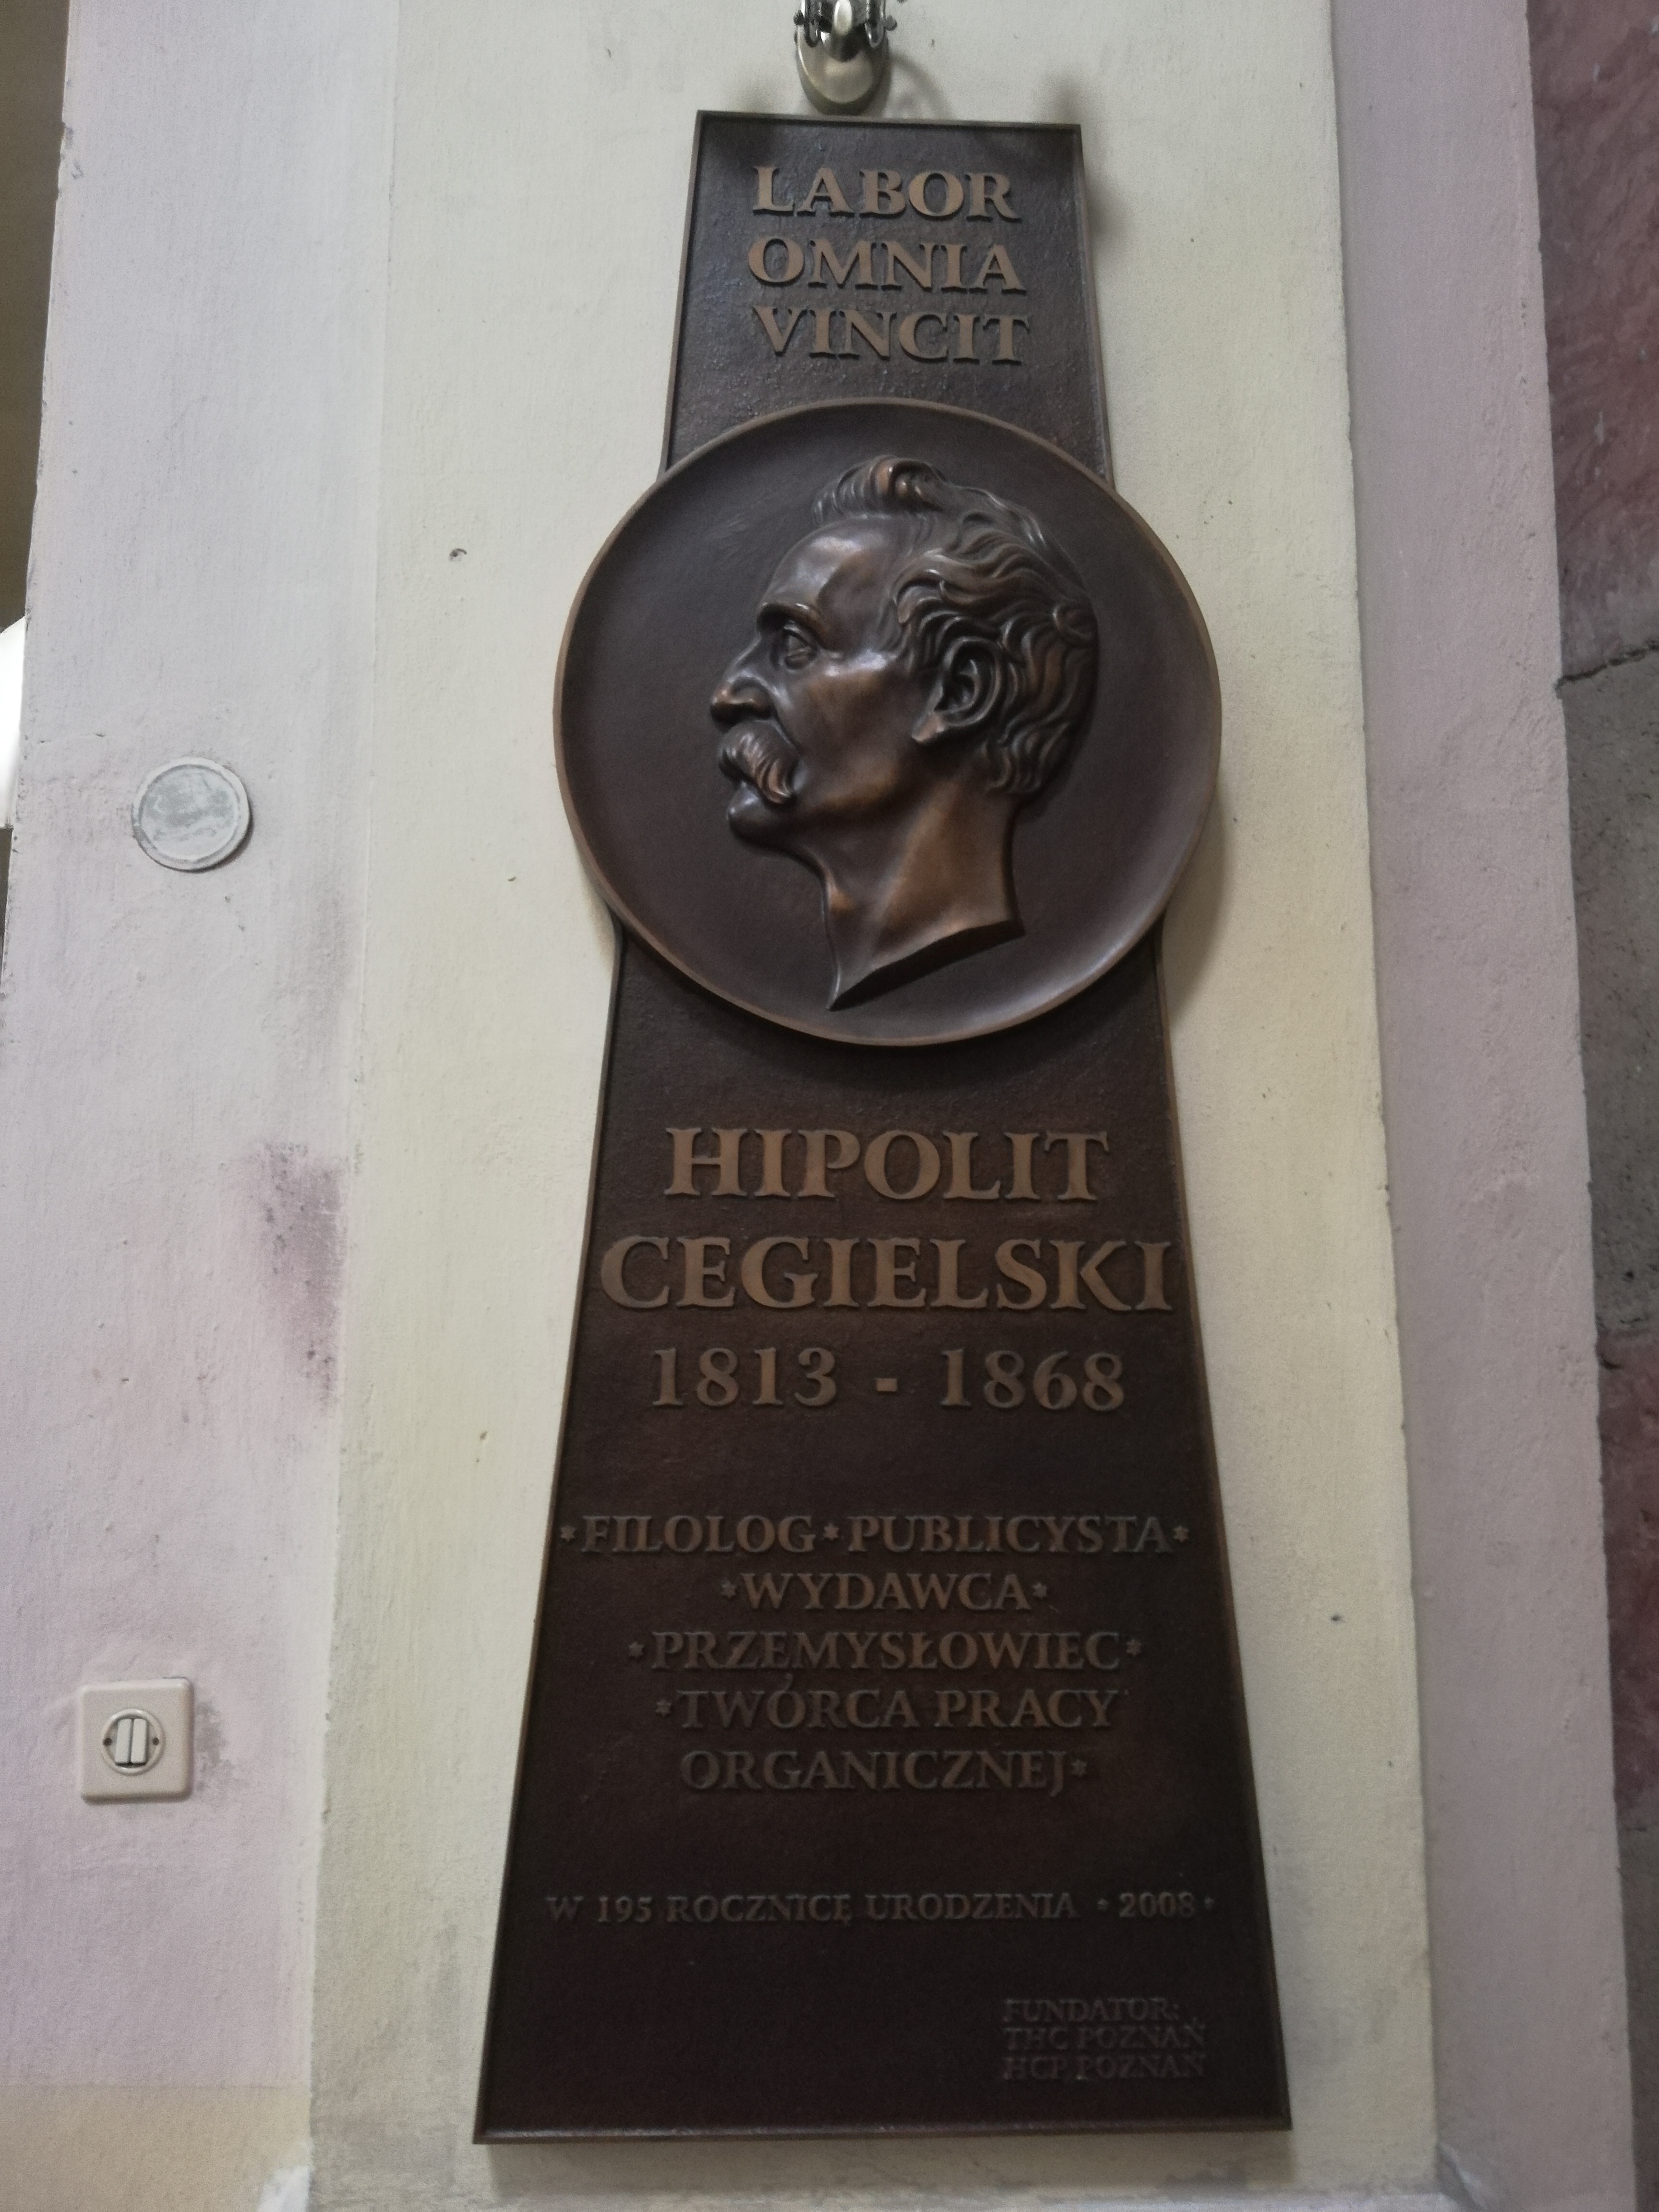 LABOR
OMNIA
VINCIT
HIPOLIT
CEGIELSKI
1813 - 1868
*FILOLOG*PUBLICYSTA*
*WYDAWCA*
*PRZEMYSŁOWIEC*
*TWÓRCA PRACY
ORGANICZNEJ*
W 195 ROCZNICĘ URODZENIA * 2008 *
FUNDATOR:
THC POZNAŃ
HCP POZNAŃ